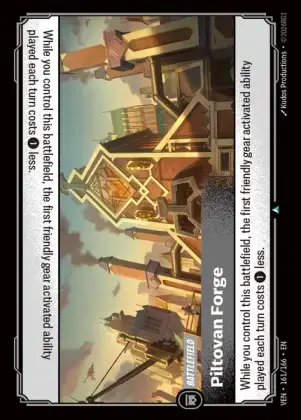 While you control this battlefield, the first friendly gear activated ability
played each turn costs 1 less.
BATTLEFIELD
Piltovan Forge
While you control this battlefield, the first friendly gear activated ability
played each turn costs 1 less.
VEN • 161/166 • EN
Kudos Productions • ©2026RGT